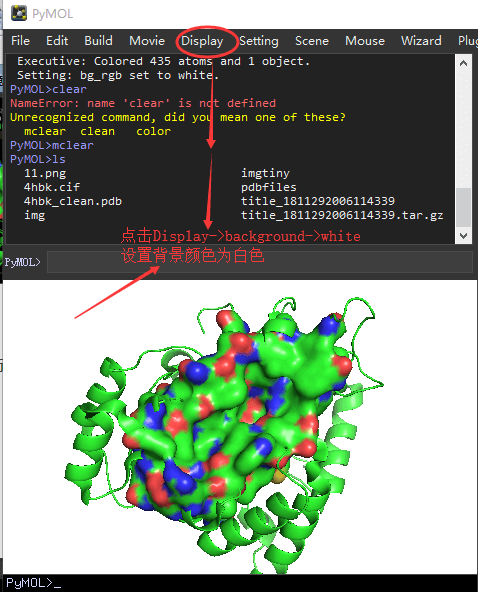 PyMOL
File Edit Build Movie Display Setting Scene Mouse Wizard Plug
Executive: Colored 435 atoms and 1 object.
Setting: bg_rgb set to white.
PyMOL>clear
NameError: name 'clear' is not defined
Unrecognized command, did you mean one of these?
mclear clean color
PyMOL>mclear
PyMOL>ls
11.png imgtiny
4hbk.cif pdbfiles
4hbk_clean.pdb title_1811292006114339
img title_1811292006114339.tar.gz
点击Display->background->white
设置背景颜色为白色
PyMOL>
PyMOL>_